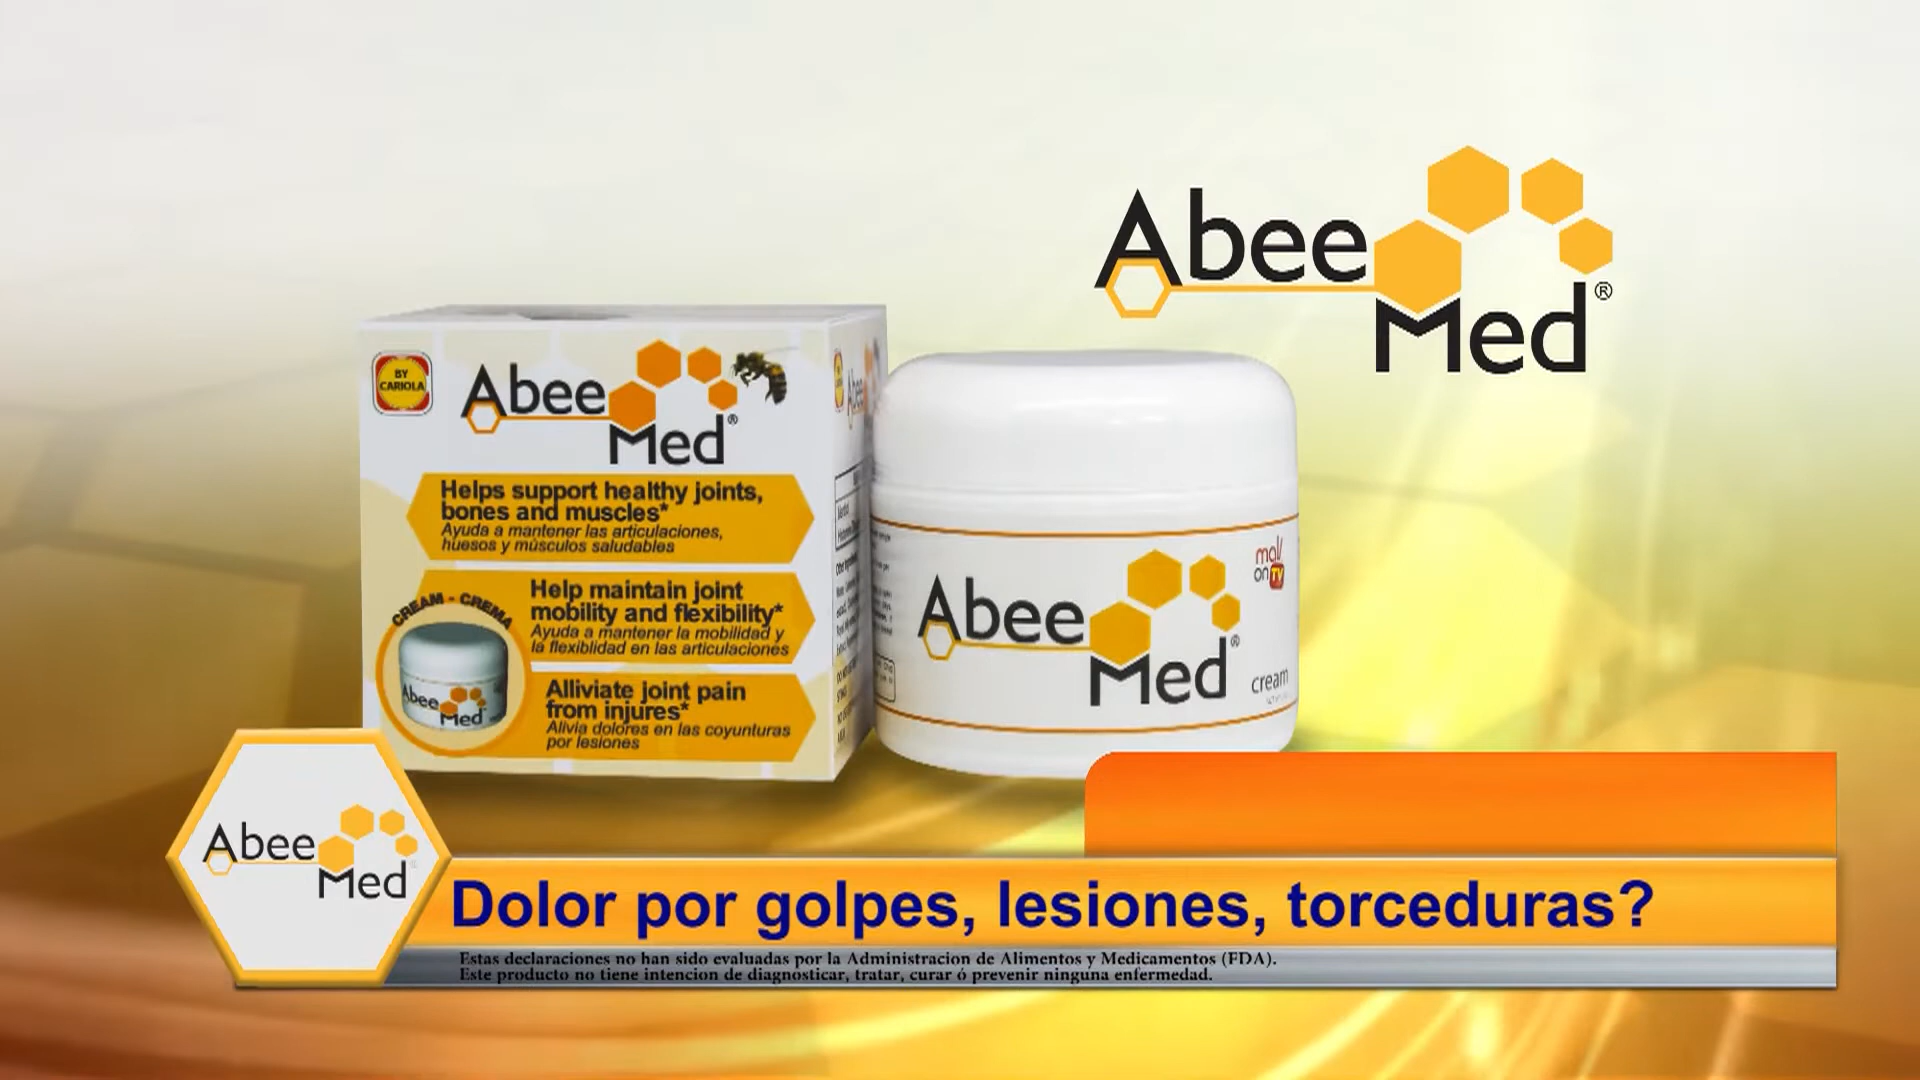 Abee
Med®
BY
CARIOLA
Abee
Med®
Helps support healthy joints,
bones and muscles*
Ayuda a mantener las articulaciones,
huesos y músculos saludables
Help maintain joint
mobility and flexibility*
Ayuda a mantener la mobilidad y
la flexiblidad en las articulaciones
CREAM - CREMA
Abee
Med
Alliviate joint pain
from injures*
Alivia dolores en las coyunturas
por lesiones
mall
on TV
Abee
Med®
cream
Abee
Med
Dolor por golpes, lesiones, torceduras?
Estas declaraciones no han sido evaluadas por la Administracion de Alimentos y Medicamentos (FDA).
Este producto no tiene intencion de diagnosticar, tratar, curar ó prevenir ninguna enfermedad.